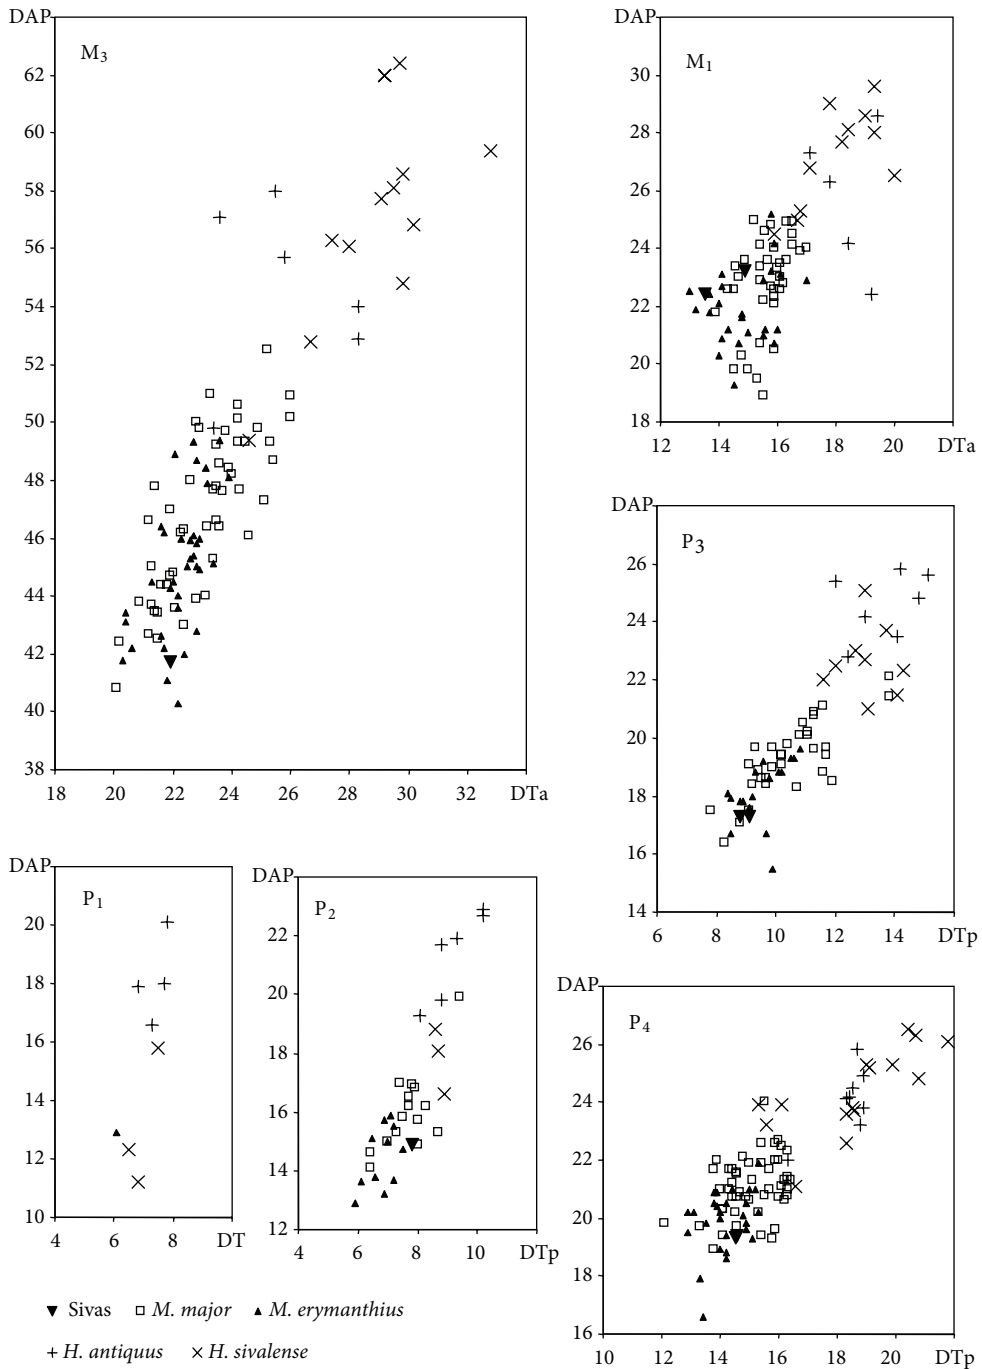 DAP
M3
62
60
58
56
54
52
50
48
46
44
42
40
38
18 20 22 24 26 28 30 32 DTa
DAP
M1
30
28
26
24
22
20
18
12 14 16 18 20 DTa
DAP
P3
26
24
22
20
18
16
14
6 8 10 12 14 DTp
DAP
P1
20
18
16
14
12
10
4 6 8 DT
DAP
P2
22
20
18
16
14
12
4 6 8 10 DTp
DAP
P4
26
24
22
20
18
16
10 12 14 16 18 20 DTp
Sivas M. major M. erymanthius
H. antiquus H. sivalense